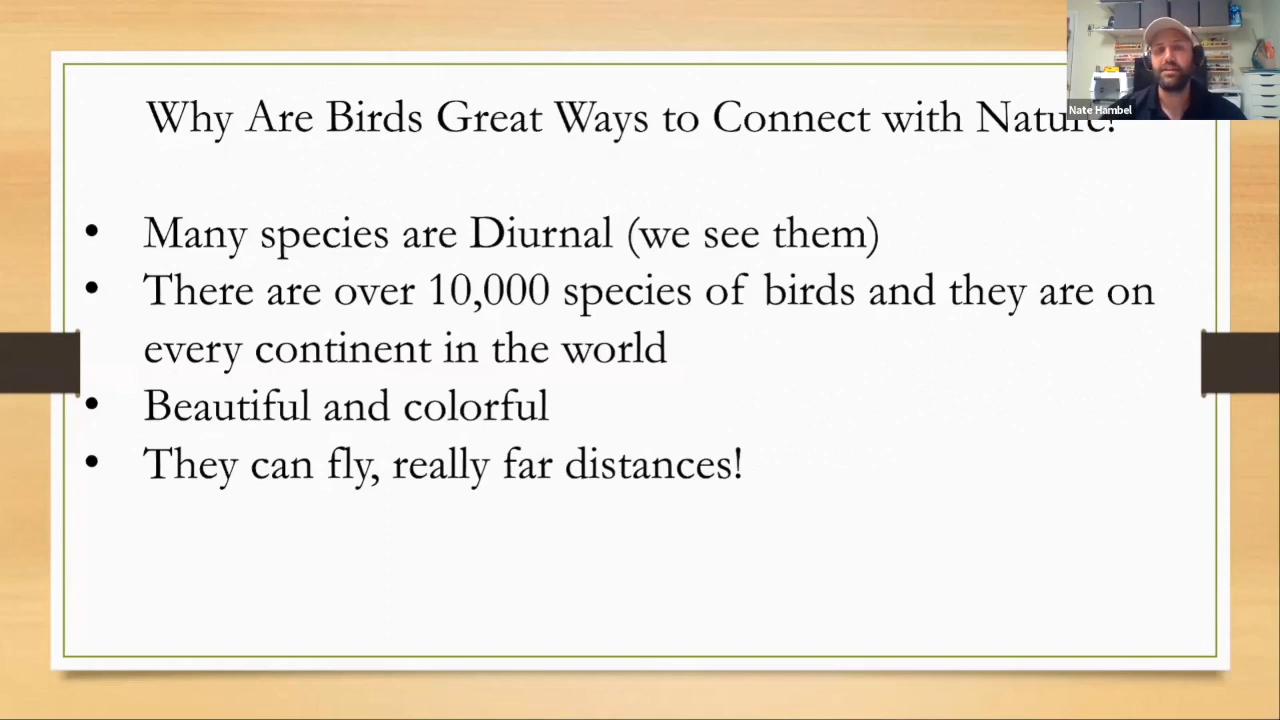 Why Are Birds Great Ways to Connect with Nature?
Nate Hambel
• Many species are Diurnal (we see them)
• There are over 10,000 species of birds and they are on
every continent in the world
• Beautiful and colorful
• They can fly, really far distances!